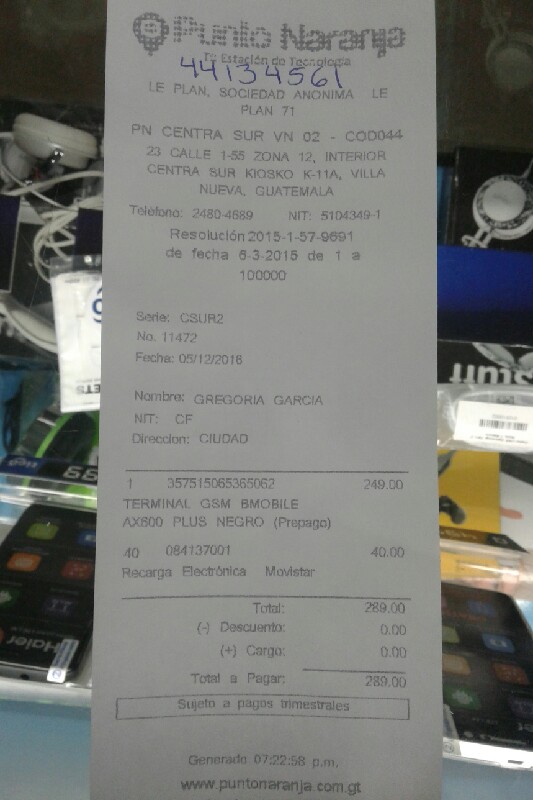 Punto Naranja
Tu Estación de Tecnología
44134561
LE PLAN, SOCIEDAD ANONIMA LE
PLAN 71
PN CENTRA SUR VN 02 - COD044
23 CALLE 1-55 ZONA 12, INTERIOR
CENTRA SUR KIOSKO K-11A, VILLA
NUEVA, GUATEMALA
Teléfono: 2480-4689 NIT: 5104349-1
Resolución 2015-1-57-9691
de fecha 6-3-2015 de 1 a
100000
Serie: CSUR2
No. 11472
Fecha: 05/12/2016
Nombre: GREGORIA GARCIA
NIT: CF
Direccion: CIUDAD
1 357515065365062 249.00
TERMINAL GSM BMOBILE
AX600 PLUS NEGRO (Prepago)
40 084137001 40.00
Recarga Electrónica Movistar
Total: 289.00
(-) Descuento: 0.00
(+) Cargo: 0.00
Total a Pagar: 289.00
Sujeto a pagos trimestrales
Generado 07:22:58 p.m.
www.puntonaranja.com.gt
Haier
tigo